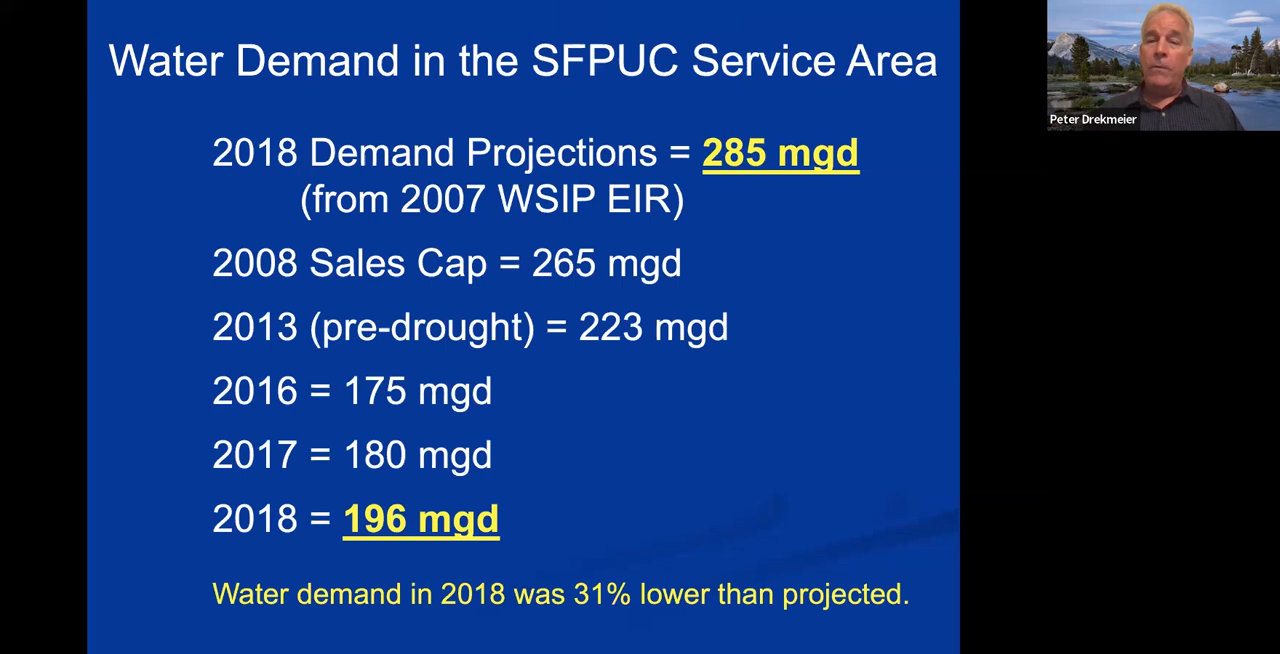 Water Demand in the SFPUC Service Area
2018 Demand Projections = 285 mgd
(from 2007 WSIP EIR)
2008 Sales Cap = 265 mgd
2013 (pre-drought) = 223 mgd
2016 = 175 mgd
2017 = 180 mgd
2018 = 196 mgd
Water demand in 2018 was 31% lower than projected.
Peter Drekmeier